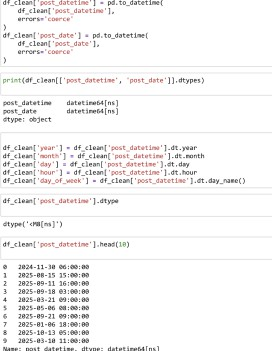 df_clean['post_datetime'] = pd.to_datetime(
    df_clean['post_datetime'],
    errors='coerce'
)
df_clean['post_date'] = pd.to_datetime(
    df_clean['post_date'],
    errors='coerce'
)
print(df_clean[['post_datetime', 'post_date']].dtypes)
post_datetime    datetime64[ns]
post_date        datetime64[ns]
dtype: object
df_clean['year'] = df_clean['post_datetime'].dt.year
df_clean['month'] = df_clean['post_datetime'].dt.month
df_clean['day'] = df_clean['post_datetime'].dt.day
df_clean['hour'] = df_clean['post_datetime'].dt.hour
df_clean['day_of_week'] = df_clean['post_datetime'].dt.day_name()
df_clean['post_datetime'].dtype
dtype('<M8[ns]')
df_clean['post_datetime'].head(10)
0   2024-11-30 06:00:00
1   2025-08-15 15:00:00
2   2025-09-11 16:00:00
3   2025-09-18 03:00:00
4   2025-03-21 09:00:00
5   2025-05-06 08:00:00
6   2025-09-21 09:00:00
7   2025-01-06 18:00:00
8   2025-10-13 05:00:00
9   2025-03-10 11:00:00
Name: post_datetime, dtype: datetime64[ns]